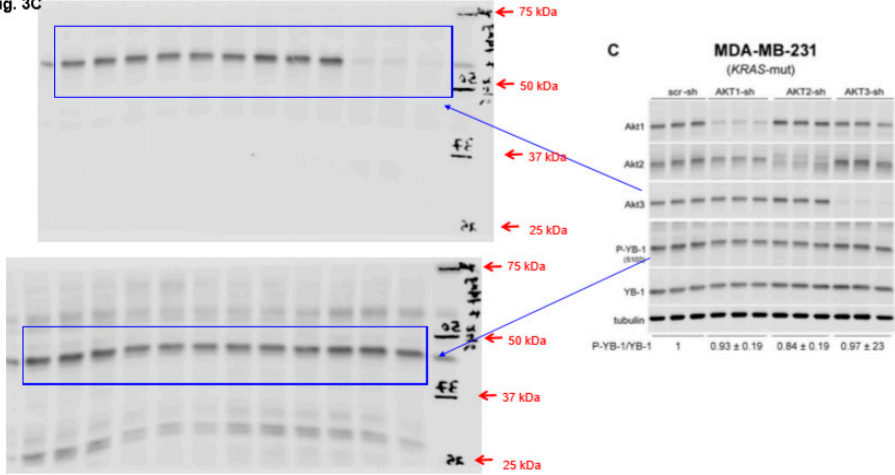 Fig. 3C
75 kDa
50 kDa
37 kDa
25 kDa
75 kDa
50 kDa
37 kDa
25 kDa
C
MDA-MB-231
(KRAS-mut)
scr-sh AKT1-sh AKT2-sh AKT3-sh
Akt1
Akt2
Akt3
P-YB-1
(S102)
YB-1
tubulin
P-YB-1/YB-1 1 0.93 ± 0.19 0.84 ± 0.19 0.97 ± 23